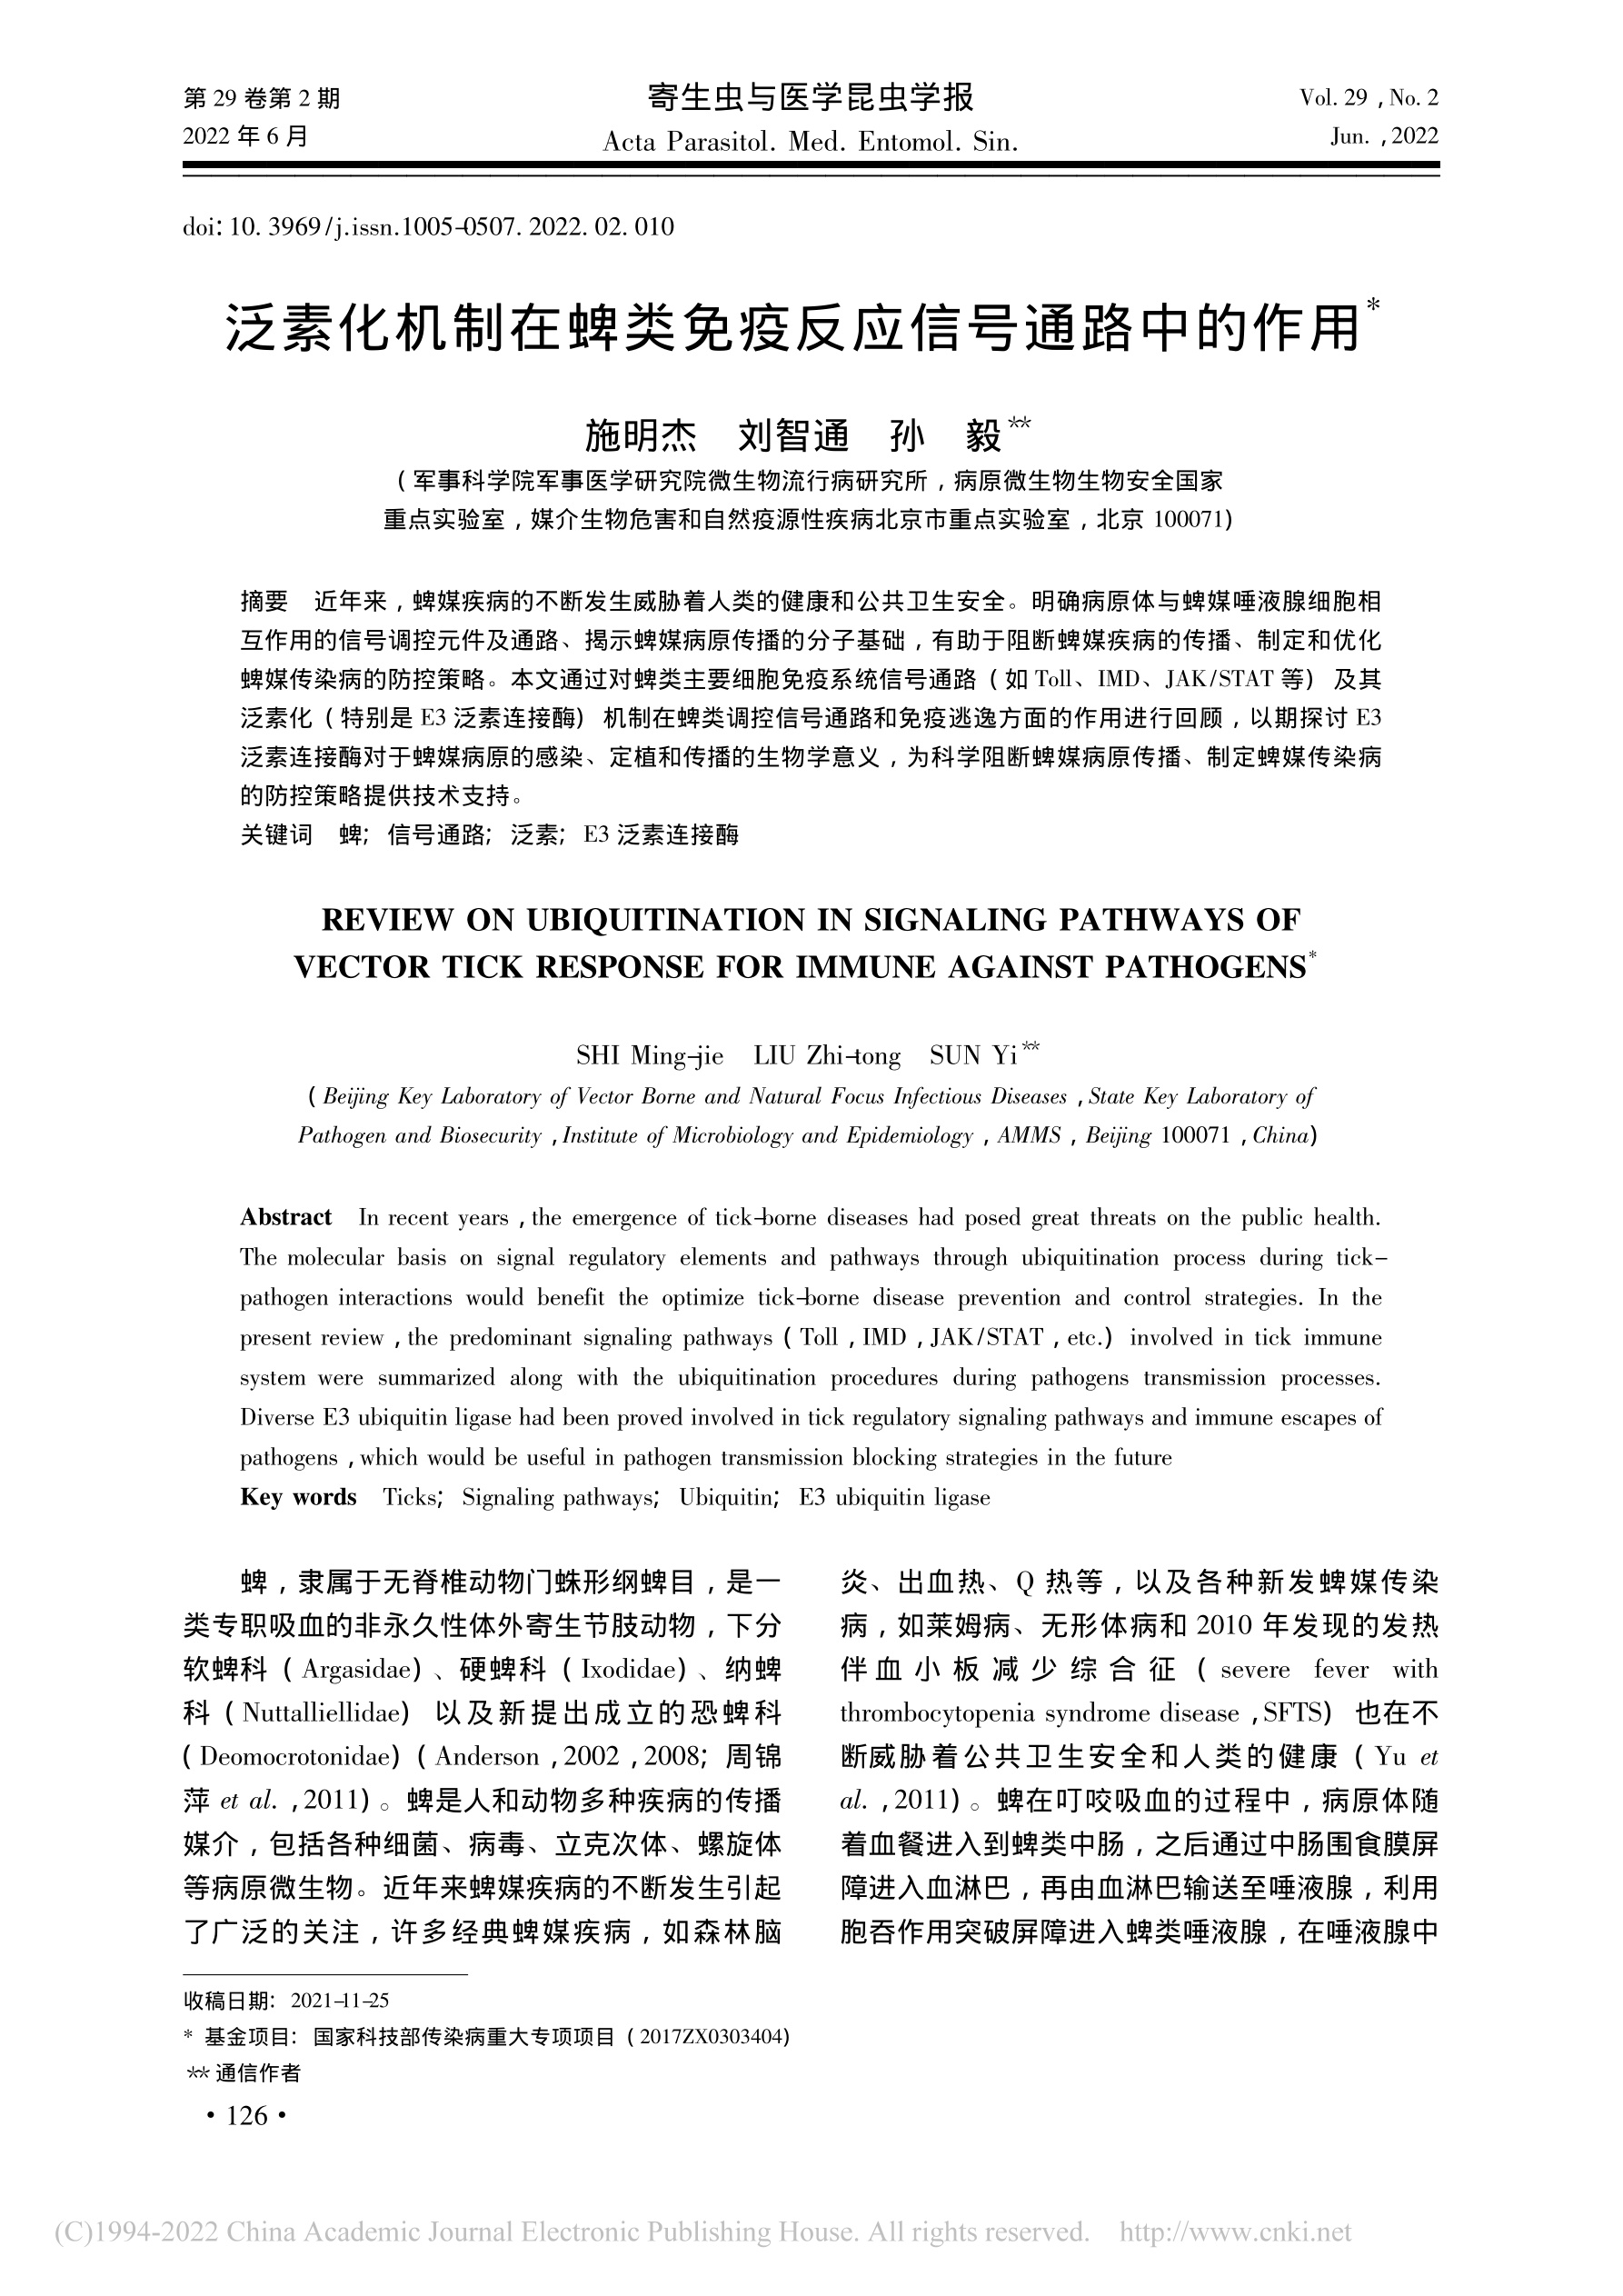 第 29 卷第 2 期
寄生虫与医学昆虫学报
Vol. 29 , No. 2
2022 年 6 月
Acta Parasitol. Med. Entomol. Sin.
Jun. , 2022
doi: 10. 3969 /j.issn.1005-0507. 2022. 02. 010
泛素化机制在蜱类免疫反应信号通路中的作用*
施明杰 刘智通 孙 毅**
( 军事科学院军事医学研究院微生物流行病研究所，病原微生物生物安全国家
重点实验室，媒介生物危害和自然疫源性疾病北京市重点实验室，北京 100071)
摘要 近年来，蜱媒疾病的不断发生威胁着人类的健康和公共卫生安全。明确病原体与蜱媒唾液腺细胞相
互作用的信号调控元件及通路、揭示蜱媒病原传播的分子基础，有助于阻断蜱媒疾病的传播、制定和优化
蜱媒传染病的防控策略。本文通过对蜱类主要细胞免疫系统信号通路（如 Toll、IMD、JAK/STAT 等）及其
泛素化（特别是 E3 泛素连接酶）机制在蜱类调控信号通路和免疫逃逸方面的作用进行回顾，以期探讨 E3
泛素连接酶对于蜱媒病原的感染、定植和传播的生物学意义，为科学阻断蜱媒病原传播、制定蜱媒传染病
的防控策略提供技术支持。
关键词 蜱; 信号通路; 泛素; E3 泛素连接酶
REVIEW ON UBIQUITINATION IN SIGNALING PATHWAYS OF
VECTOR TICK RESPONSE FOR IMMUNE AGAINST PATHOGENS*
SHI Ming-jie LIU Zhi-tong SUN Yi**
( Beijing Key Laboratory of Vector Borne and Natural Focus Infectious Diseases , State Key Laboratory of
Pathogen and Biosecurity , Institute of Microbiology and Epidemiology , AMMS , Beijing 100071 , China)
Abstract In recent years , the emergence of tick-borne diseases had posed great threats on the public health.
The molecular basis on signal regulatory elements and pathways through ubiquitination process during tick-
pathogen interactions would benefit the optimize tick-borne disease prevention and control strategies. In the
present review , the predominant signaling pathways ( Toll , IMD , JAK/STAT , etc.) involved in tick immune
system were summarized along with the ubiquitination procedures during pathogens transmission processes.
Diverse E3 ubiquitin ligase had been proved involved in tick regulatory signaling pathways and immune escapes of
pathogens , which would be useful in pathogen transmission blocking strategies in the future
Key words Ticks; Signaling pathways; Ubiquitin; E3 ubiquitin ligase
蜱，隶属于无脊椎动物门蛛形纲蜱目，是一
类专职吸血的非永久性体外寄生节肢动物，下分
软蜱科（Argasidae）、硬蜱科（Ixodidae）、纳蜱
科（Nuttalliellidae）以及新提出成立的恐蜱科
（Deomocrotonidae）（Anderson , 2002 , 2008; 周锦
萍 et al. , 2011）。蜱是人和动物多种疾病的传播
媒介，包括各种细菌、病毒、立克次体、螺旋体
等病原微生物。近年来蜱媒疾病的不断发生引起
了广泛的关注，许多经典蜱媒疾病，如森林脑
炎、出血热、Q 热等，以及各种新发蜱媒传染
病，如莱姆病、无形体病和 2010 年发现的发热
伴血小板减少综合征（severe fever with
thrombocytopenia syndrome disease , SFTS）也在不
断威胁着公共卫生安全和人类的健康（Yu et
al. , 2011）。蜱在叮咬吸血的过程中，病原体随
着血餐进入到蜱类中肠，之后通过中肠围食膜屏
障进入血淋巴，再由血淋巴输送至唾液腺，利用
胞吞作用突破屏障进入蜱类唾液腺，在唾液腺中
收稿日期: 2021-11-25
* 基金项目: 国家科技部传染病重大专项项目（2017ZX0303404）
** 通信作者
· 126 ·
(C)1994-2022 China Academic Journal Electronic Publishing House. All rights reserved. http://www.cnki.net